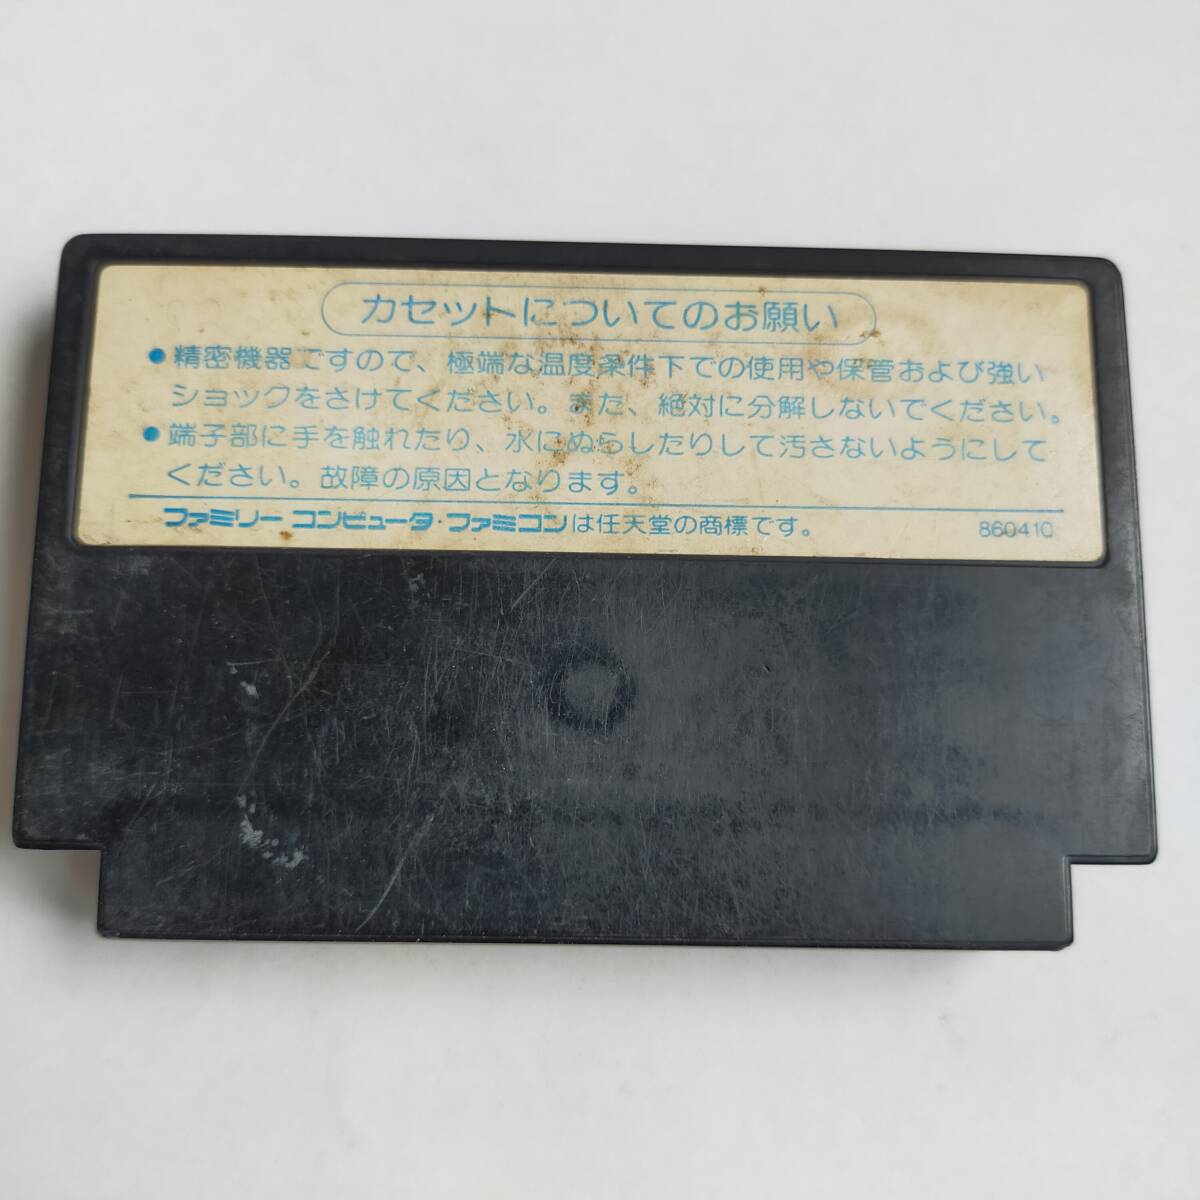 カセットについてのお願い
●精密機器ですので、極端な温度条件下での使用や保管および強い
ショックをさけてください。また、絶対に分解しないでください。
●端子部に手を触れたり、水にぬらしたりして汚さないようにして
ください。故障の原因となります。
ファミリーコンピュータ・ファミコンは任天堂の商標です。 860410